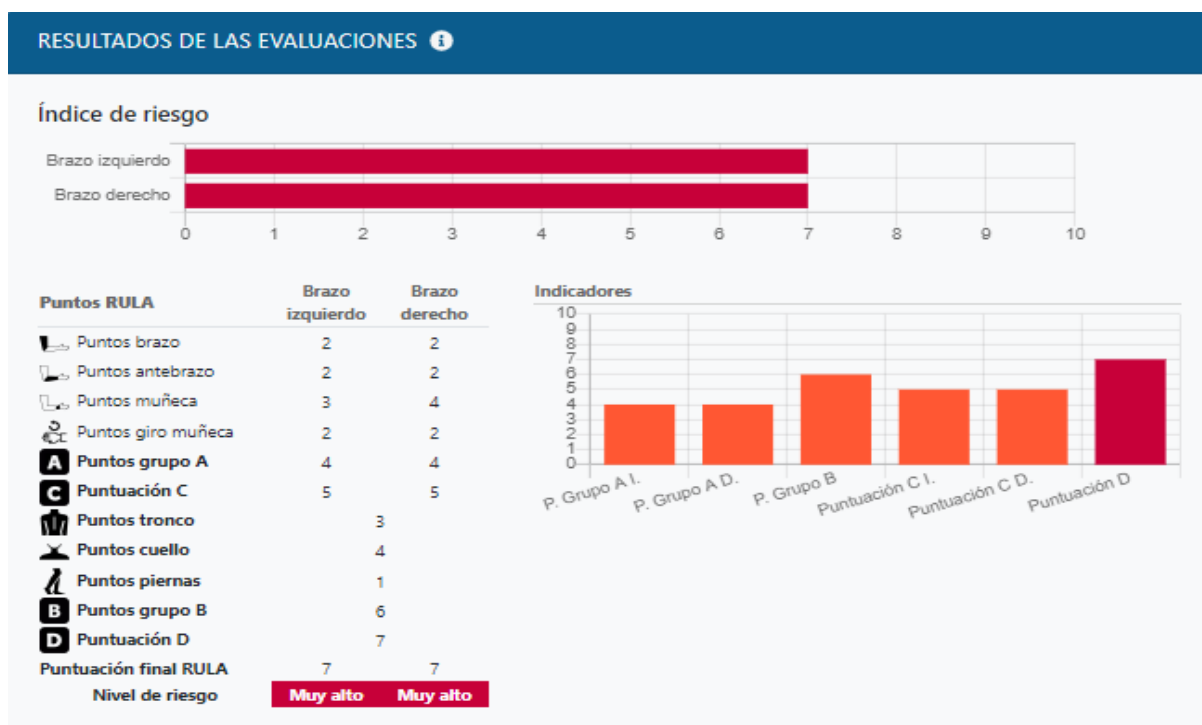 RESULTADOS DE LAS EVALUACIONES i
Índice de riesgo
Brazo izquierdo
Brazo derecho
0 1 2 3 4 5 6 7 8 9 10
Puntos RULA Brazo izquierdo Brazo derecho
Puntos brazo 2 2
Puntos antebrazo 2 2
Puntos muñeca 3 4
Puntos giro muñeca 2 2
A Puntos grupo A 4 4
C Puntuación C 5 5
Puntos tronco 3
Puntos cuello 4
Puntos piernas 1
B Puntos grupo B 6
D Puntuación D 7
Puntuación final RULA 7 7
Nivel de riesgo Muy alto Muy alto
Indicadores
10
9
8
7
6
5
4
3
2
1
0
P. Grupo A I. P. Grupo A D. P. Grupo B Puntuación C I. Puntuación C D. Puntuación D